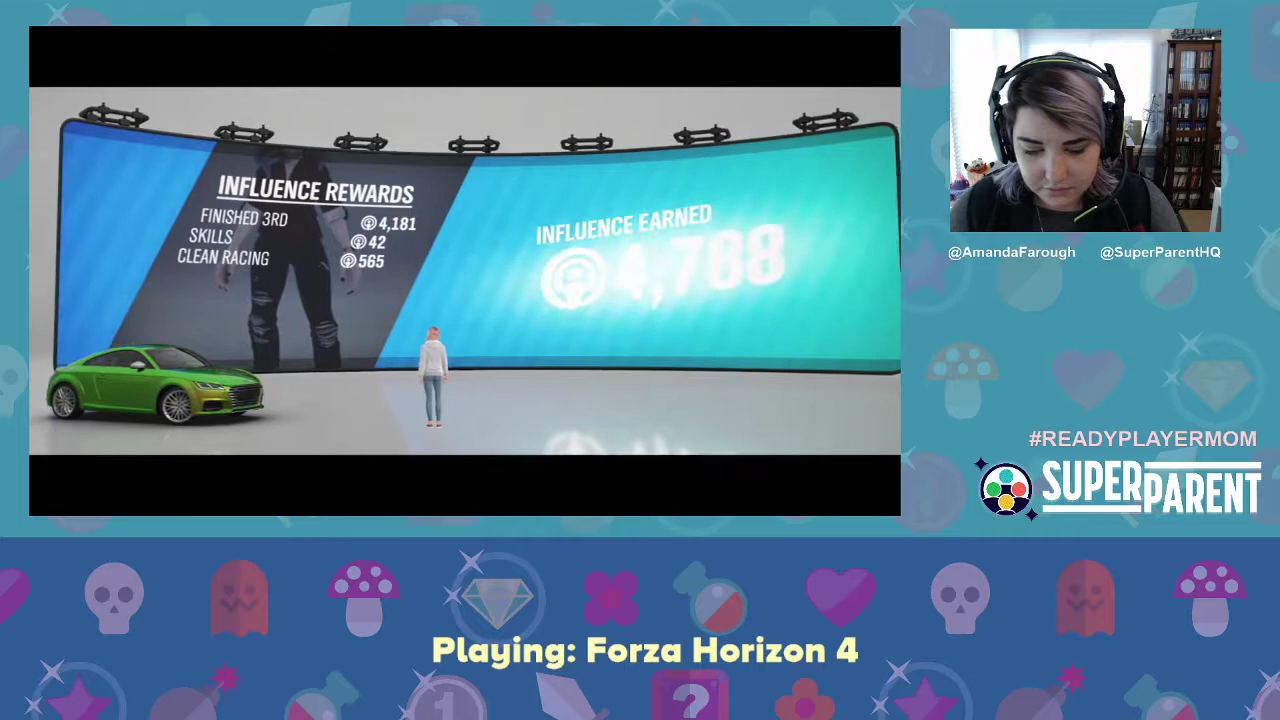 INFLUENCE REWARDS
FINISHED 3RD 4,181
SKILLS 42
CLEAN RACING 565
INFLUENCE EARNED
4,788
@AmandaFarough @SuperParentHQ
#READYPLAYERMOM
SUPERPARENT
Playing: Forza Horizon 4
1
?